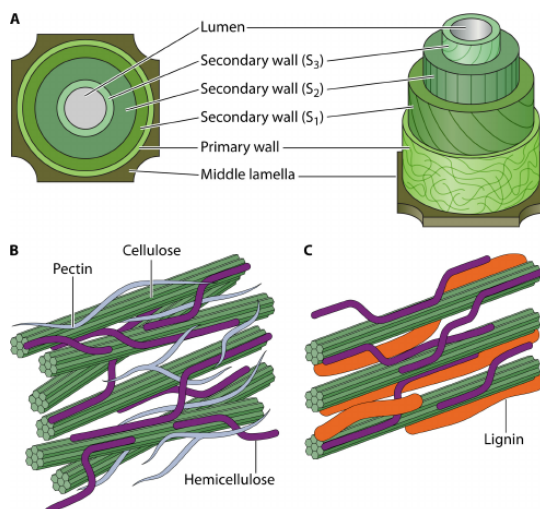 A
Lumen
Secondary wall (S3)
Secondary wall (S2)
Secondary wall (S1)
Primary wall
Middle lamella
B
Cellulose
Pectin
Hemicellulose
C
Lignin